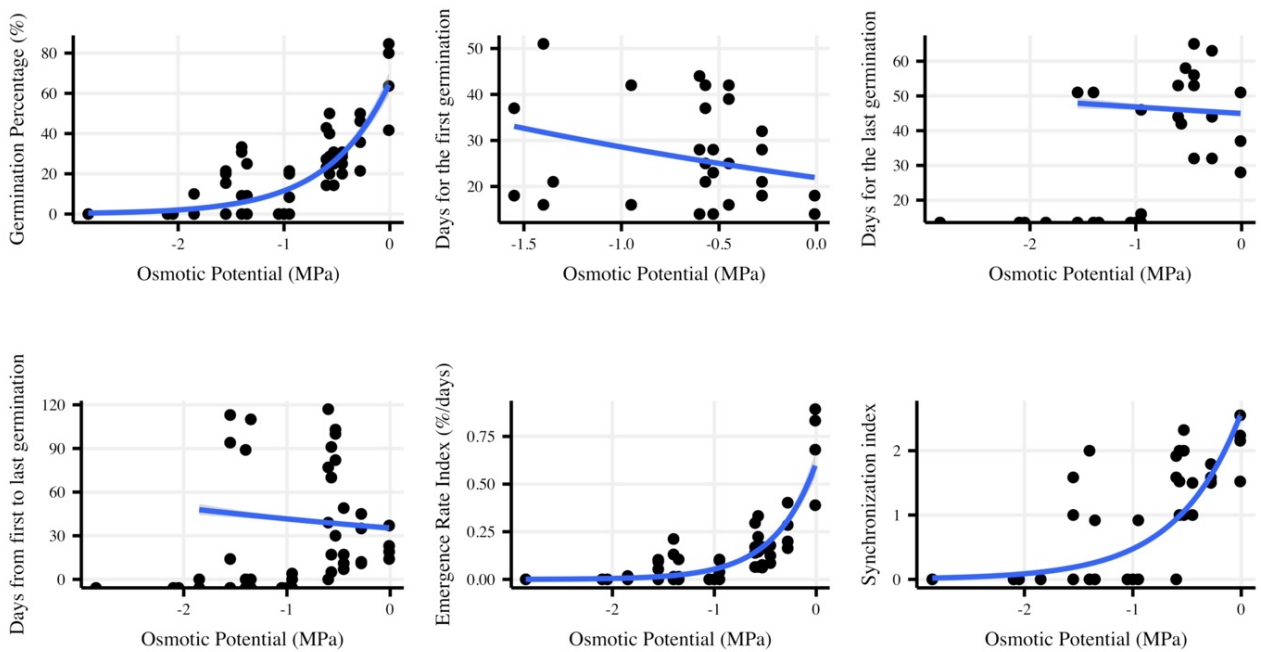 Germination Percentage (%)
80
60
40
20
0
-2 -1 0
Osmotic Potential (MPa)
Days for the first germination
50
40
30
20
-1.5 -1.0 -0.5 0.0
Osmotic Potential (MPa)
Days for the last germination
60
50
40
30
20
-2 -1 0
Osmotic Potential (MPa)
Days from first to last germination
120
90
60
30
0
-2 -1 0
Osmotic Potential (MPa)
Emergence Rate Index (%/days)
0.75
0.50
0.25
0.00
-2 -1 0
Osmotic Potential (MPa)
Synchronization index
2
1
0
-2 -1 0
Osmotic Potential (MPa)